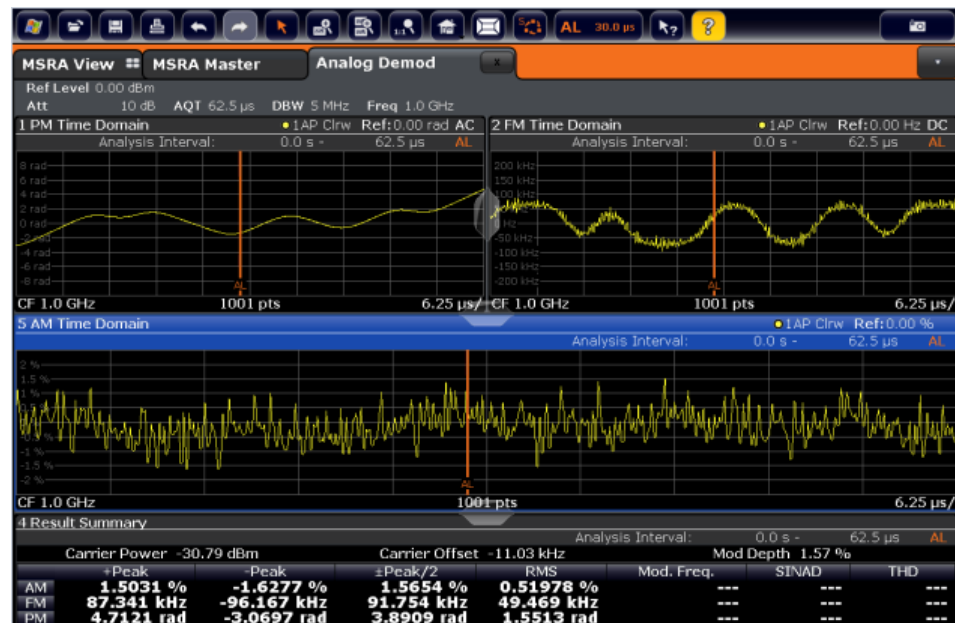 1:1 S AL 30.0 µs ? ?
MSRA View MSRA Master Analog Demod x
Ref Level 0.00 dBm
Att 10 dB AQT 62.5 µs DBW 5 MHz Freq 1.0 GHz
1 PM Time Domain 1AP Clrw Ref:0.00 rad AC
Analysis Interval: 0.0 s - 62.5 µs AL
8 rad
6 rad
4 rad
2 rad
0 rad
-2 rad
-4 rad
-6 rad
-8 rad
AL
CF 1.0 GHz 1001 pts 6.25 µs/
2 FM Time Domain 1AP Clrw Ref:0.00 Hz DC
Analysis Interval: 0.0 s - 62.5 µs AL
200 kHz
150 kHz
100 kHz
Hz
-50 kHz
-100 kHz
-150 kHz
-200 kHz
AL
CF 1.0 GHz 1001 pts 6.25 µs/
5 AM Time Domain 1AP Clrw Ref:0.00 %
Analysis Interval: 0.0 s - 62.5 µs AL
2 %
1.5 %
-1 %
-1.5 %
-2 %
AL
CF 1.0 GHz 1001 pts 6.25 µs/
4 Result Summary
Analysis Interval: 0.0 s - 62.5 µs AL
Carrier Power -30.79 dBm Carrier Offset -11.03 kHz Mod Depth 1.57 %
+Peak -Peak ±Peak/2 RMS Mod. Freq. SINAD THD
AM 1.5031 % -1.6277 % 1.5654 % 0.51978 % --- --- ---
FM 87.341 kHz -96.167 kHz 91.754 kHz 49.469 kHz --- --- ---
PM 4.7121 rad -3.0697 rad 3.8909 rad 1.5513 rad --- --- ---